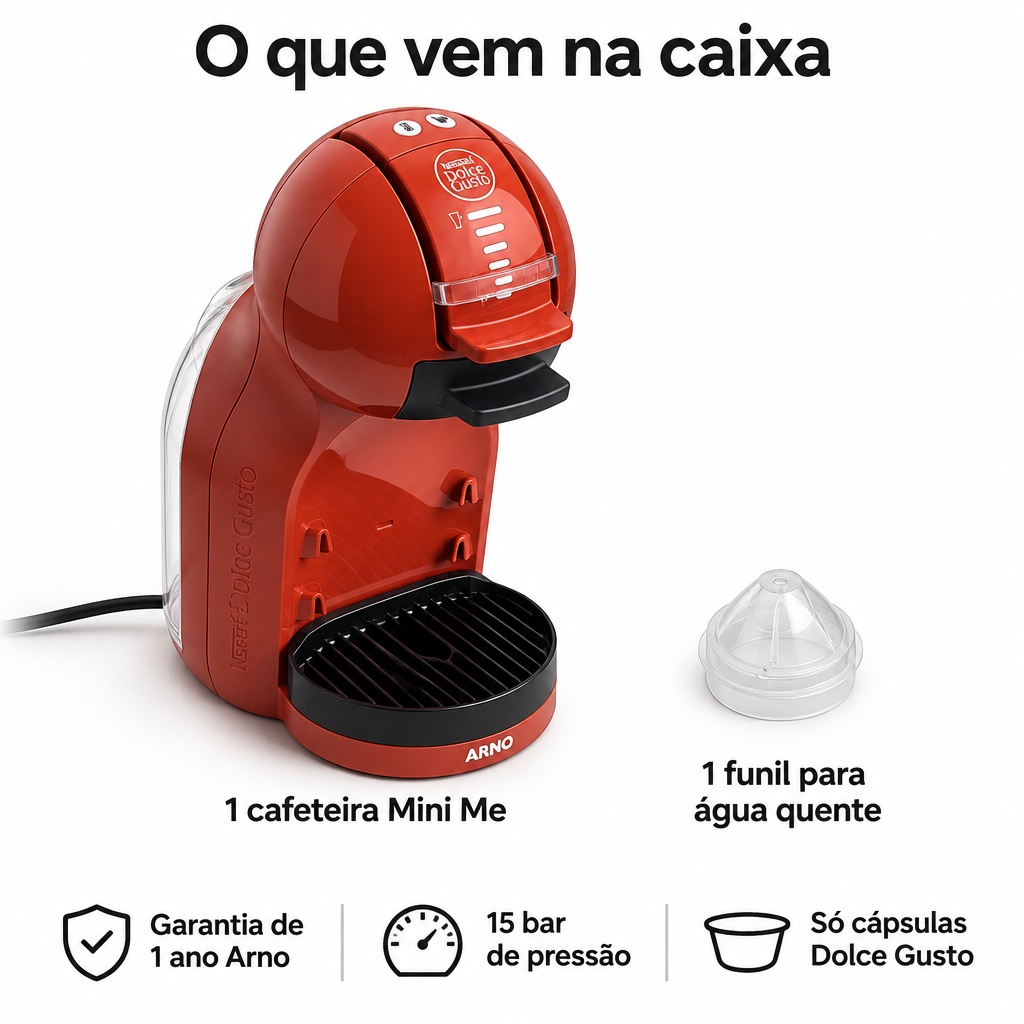 O que vem na caixa
NESCAFÉ
Dolce
Gusto
ARNO
1 cafeteira Mini Me
1 funil para
água quente
Garantia de
1 ano Arno
15 bar
de pressão
Só cápsulas
Dolce Gusto